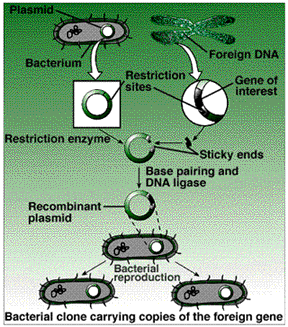 Plasmid
Foreign DNA
Bacterium
Restriction
sites
Gene of
interest
Restriction enzyme
Sticky ends
Base pairing and
DNA ligase
Recombinant
plasmid
Bacterial
reproduction
Bacterial clone carrying copies of the foreign gene